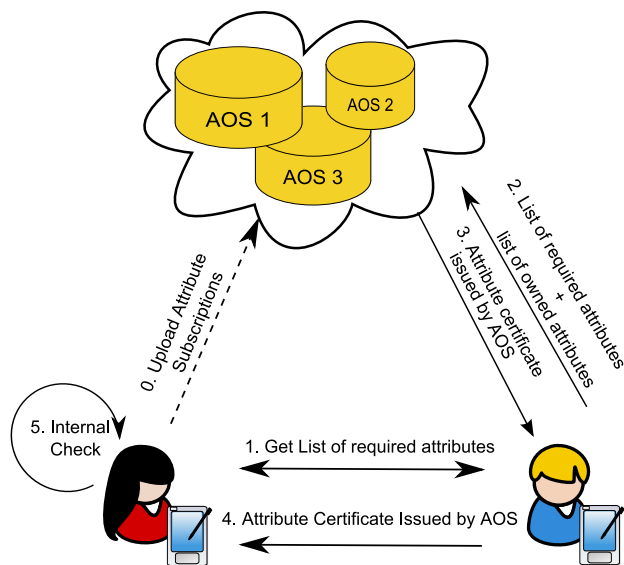 AOS 1
AOS 2
AOS 3
0. Upload Attribute
Subscriptions
3. Attribute certificate
issued by AOS
2. List of required attributes
+
list of owned attributes
5. Internal
Check
1. Get List of required attributes
4. Attribute Certificate Issued by AOS